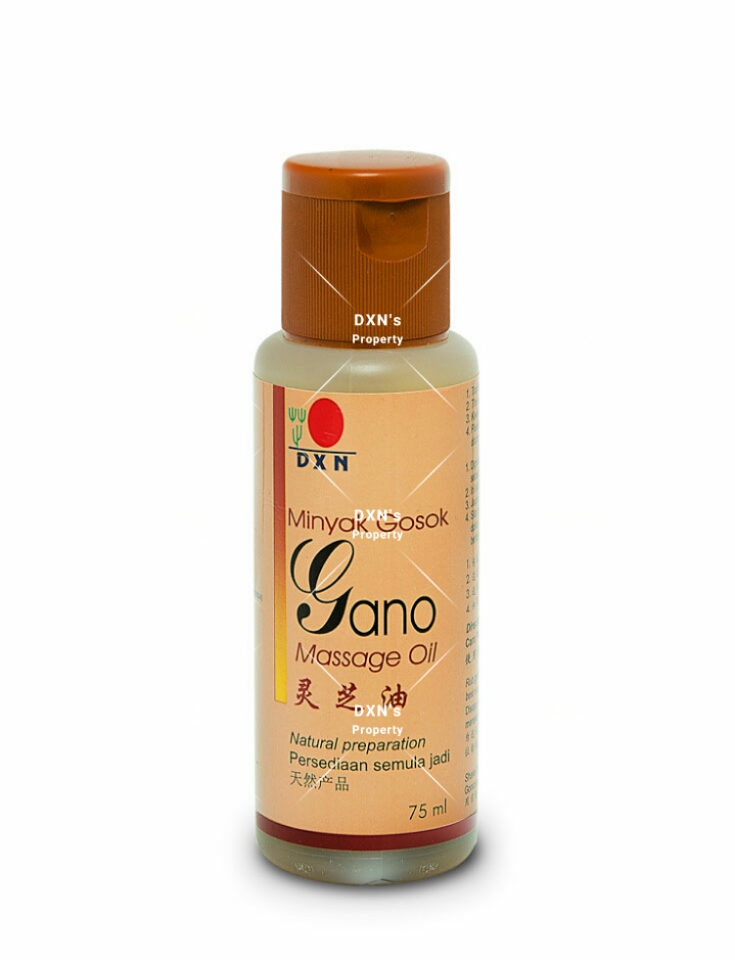 DXN's
Property
DXN
Minyak Gosok
DXN's
Property
Gano
Massage Oil
灵芝油
DXN's
Property
Natural preparation
Persediaan semula jadi
天然产品
75 ml